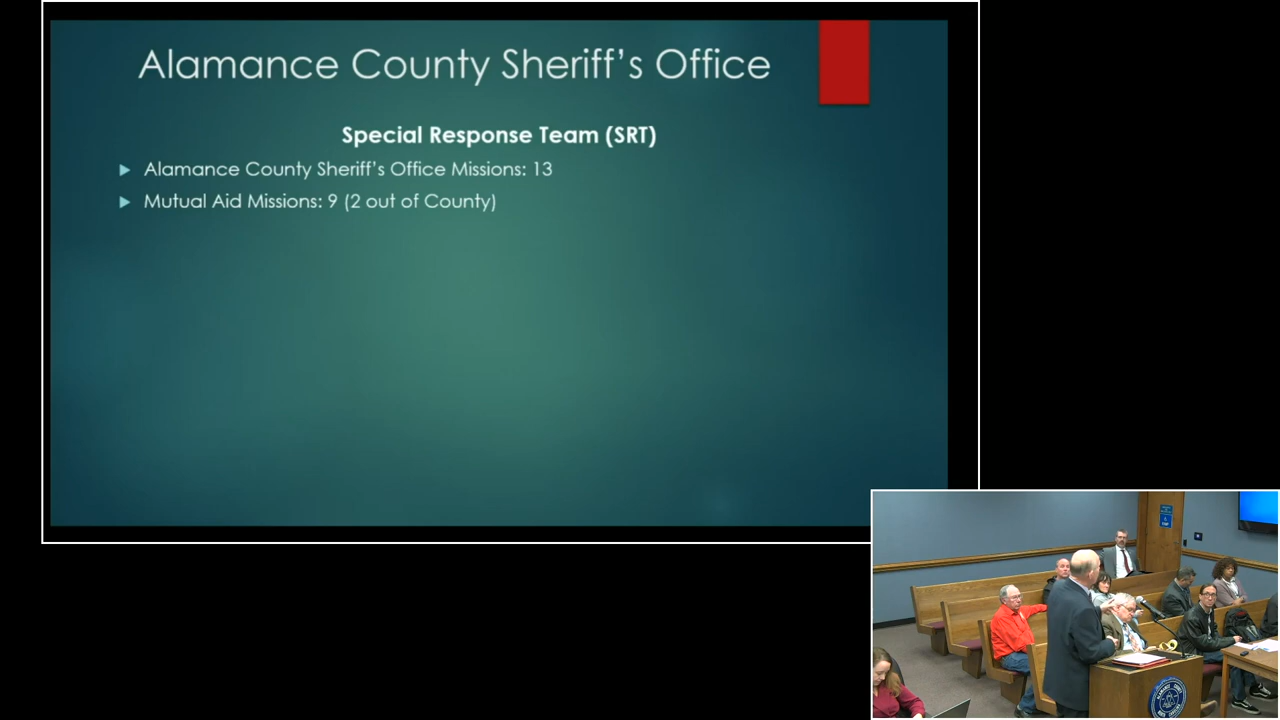 Alamance County Sheriff's Office
Special Response Team (SRT)
Alamance County Sheriff's Office Missions: 13
Mutual Aid Missions: 9 (2 out of County)